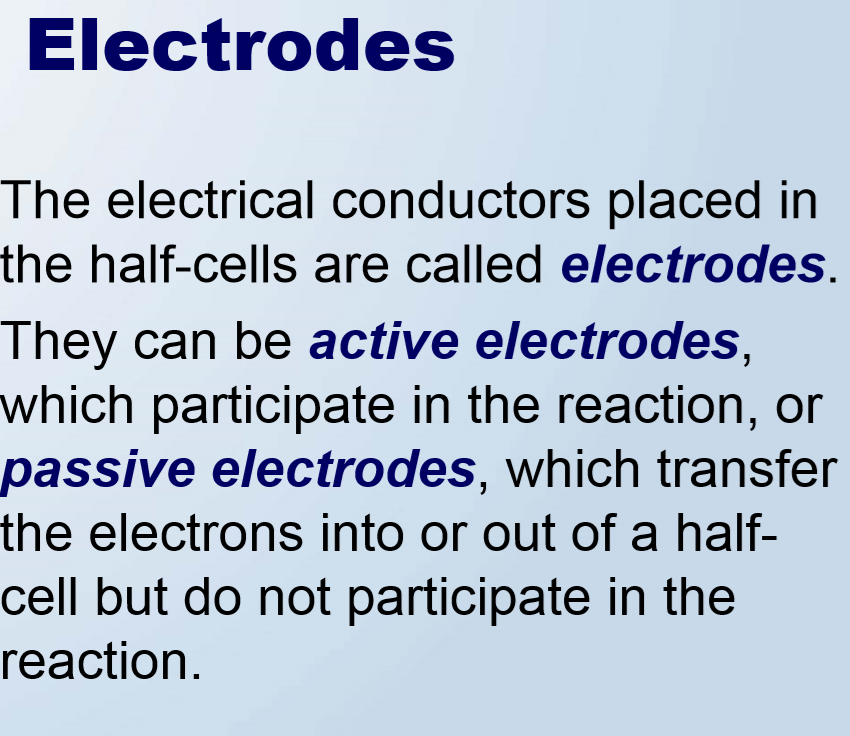 Electrodes
The electrical conductors placed in
the half-cells are called electrodes.
They can be active electrodes,
which participate in the reaction, or
passive electrodes, which transfer
the electrons into or out of a half-
cell but do not participate in the
reaction.